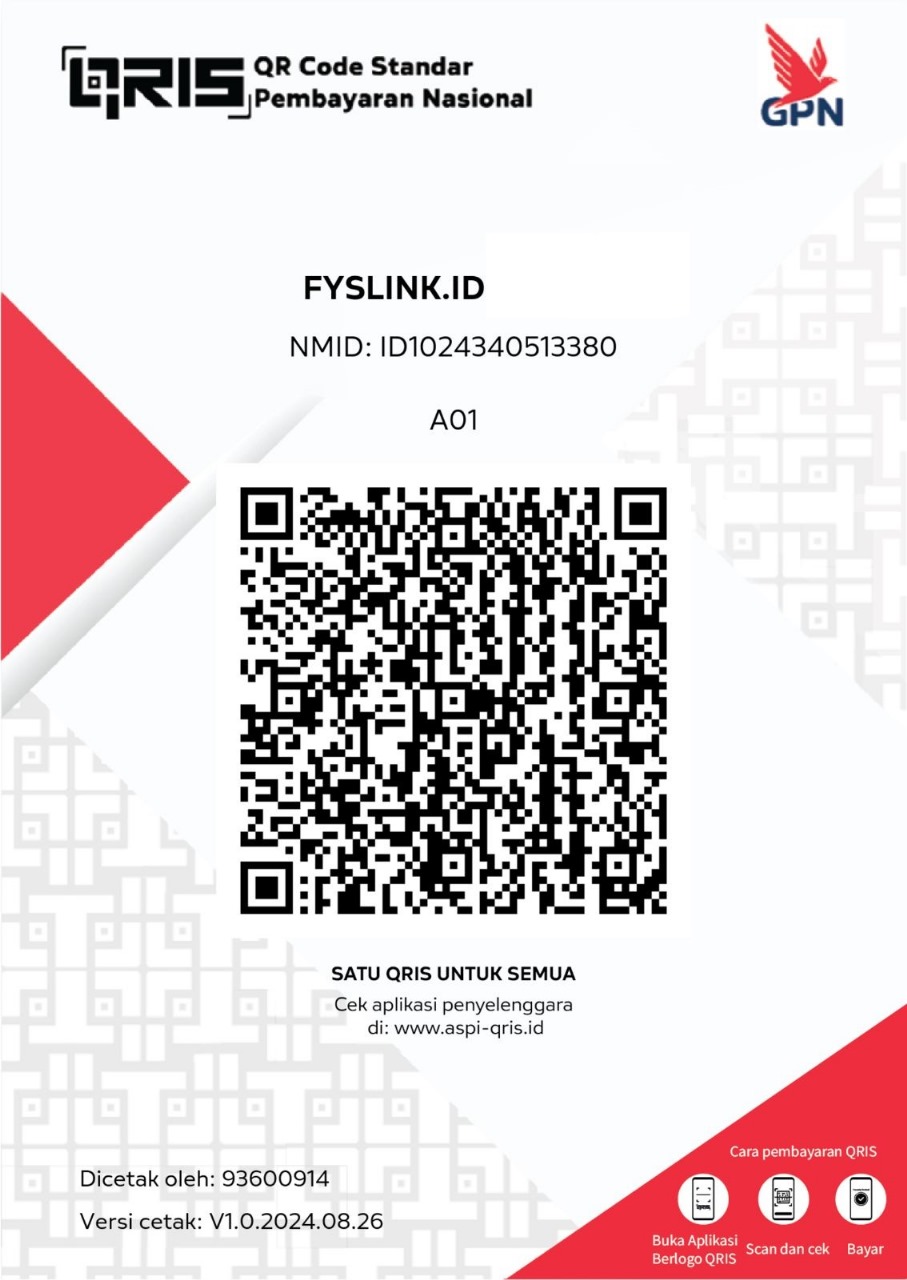 QRIS QR Code Standar
Pembayaran Nasional
GPN
FYSLINK.ID
NMID: ID1024340513380
A01
SATU QRIS UNTUK SEMUA
Cek aplikasi penyelenggara
di: www.aspi-qris.id
Dicetak oleh: 93600914
Versi cetak: V1.0.2024.08.26
Cara pembayaran QRIS
Buka Aplikasi
Berlogo QRIS
Scan dan cek
Bayar